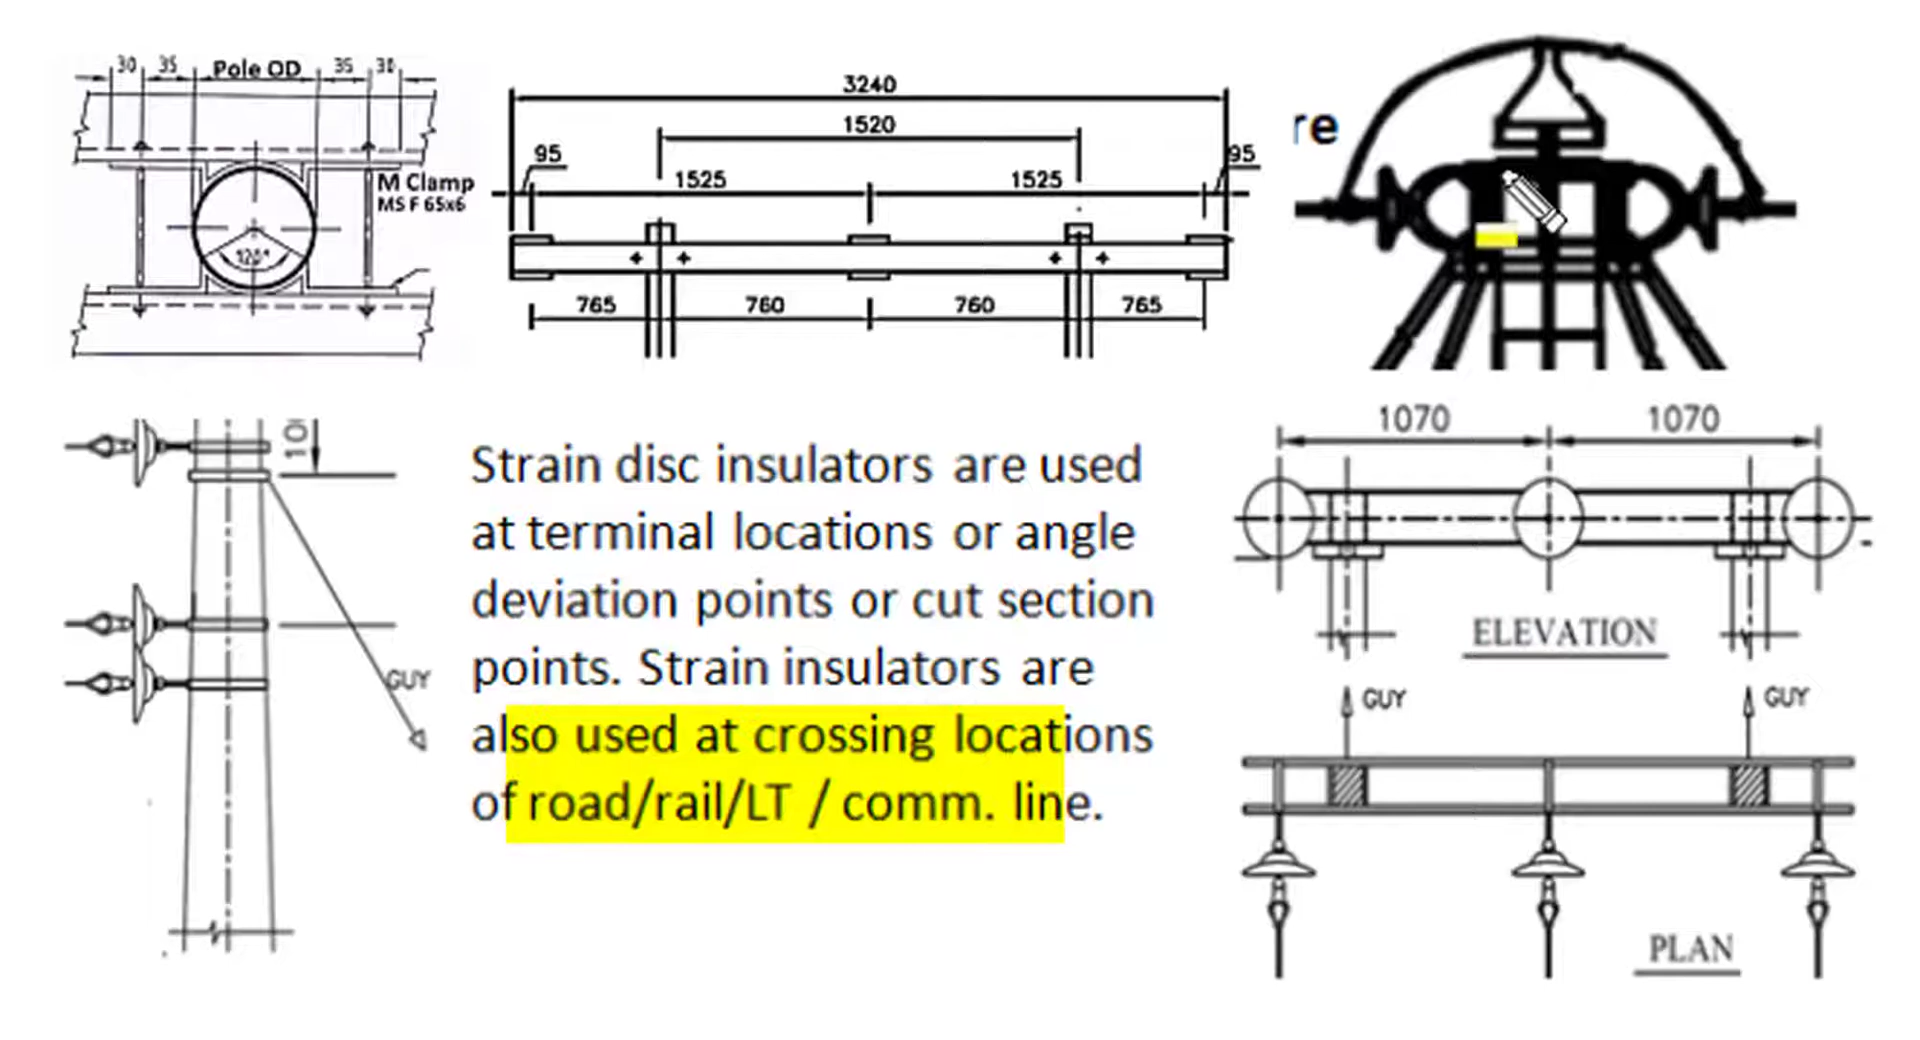 30 35 Pole OD 35 30
M Clamp
MS F 65x6
120°
3240
1520
95 95
1525 1525
765 760 760 765
re
10
GUY
Strain disc insulators are used
at terminal locations or angle
deviation points or cut section
points. Strain insulators are
also used at crossing locations
of road/rail/LT / comm. line.
1070 1070
ELEVATION
GUY GUY
PLAN